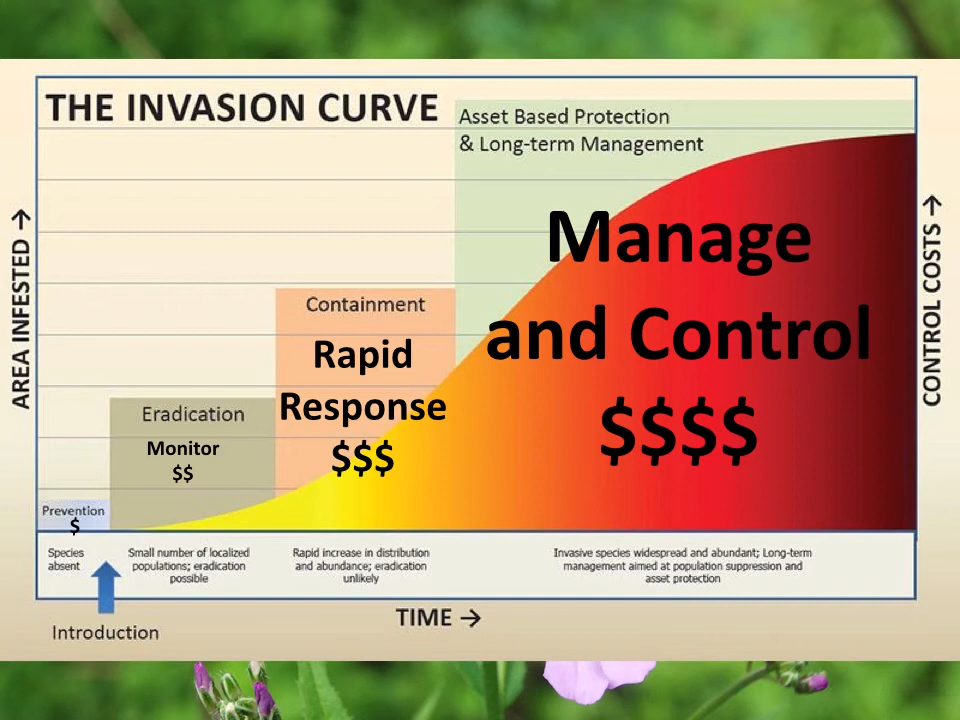 THE INVASION CURVE
Asset Based Protection
& Long-term Management
Manage
and Control
$$$$
Containment
Rapid
Response
$$$
Eradication
Monitor
$$
Prevention
$
AREA INFESTED →
CONTROL COSTS →
Species
absent
Small number of localized
populations; eradication
possible
Rapid increase in distribution
and abundance; eradication
unlikely
Invasive species widespread and abundant; Long-term
management aimed at population suppression and
asset protection
TIME →
Introduction